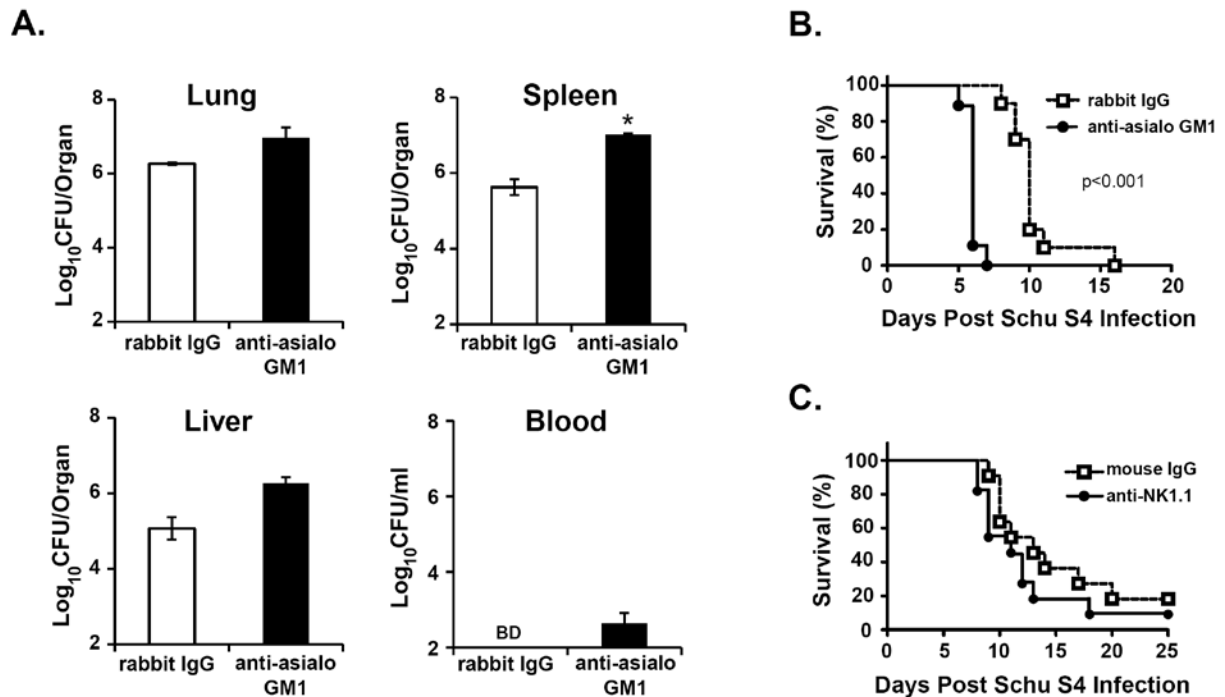 A.
Lung
Log10CFU/Organ
8
6
4
2
rabbit IgG
anti-asialo
GM1
Spleen
Log10CFU/Organ
8
6
4
2
*
rabbit IgG
anti-asialo
GM1
Liver
Log10CFU/Organ
8
6
4
2
rabbit IgG
anti-asialo
GM1
Blood
Log10CFU/ml
8
6
4
2
BD
rabbit IgG
anti-asialo
GM1
B.
Survival (%)
100
80
60
40
20
0
rabbit IgG
anti-asialo GM1
p<0.001
0 5 10 15 20
Days Post Schu S4 Infection
C.
Survival (%)
100
80
60
40
20
0
mouse IgG
anti-NK1.1
0 5 10 15 20 25
Days Post Schu S4 Infection